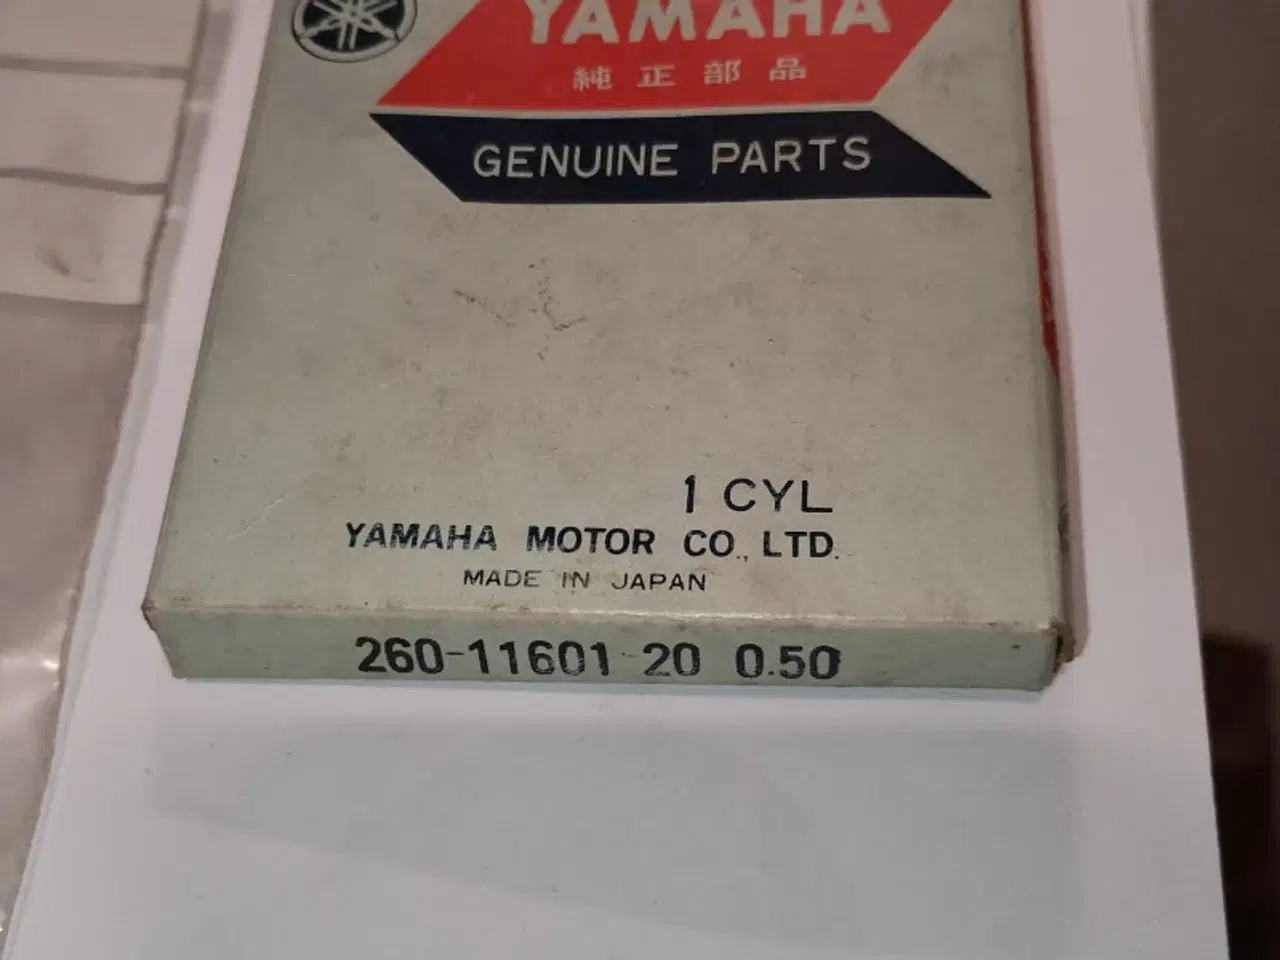 YAMAHA
純正部品
GENUINE PARTS
1 CYL
YAMAHA MOTOR CO., LTD.
MADE IN JAPAN
260-11601-20 0.50